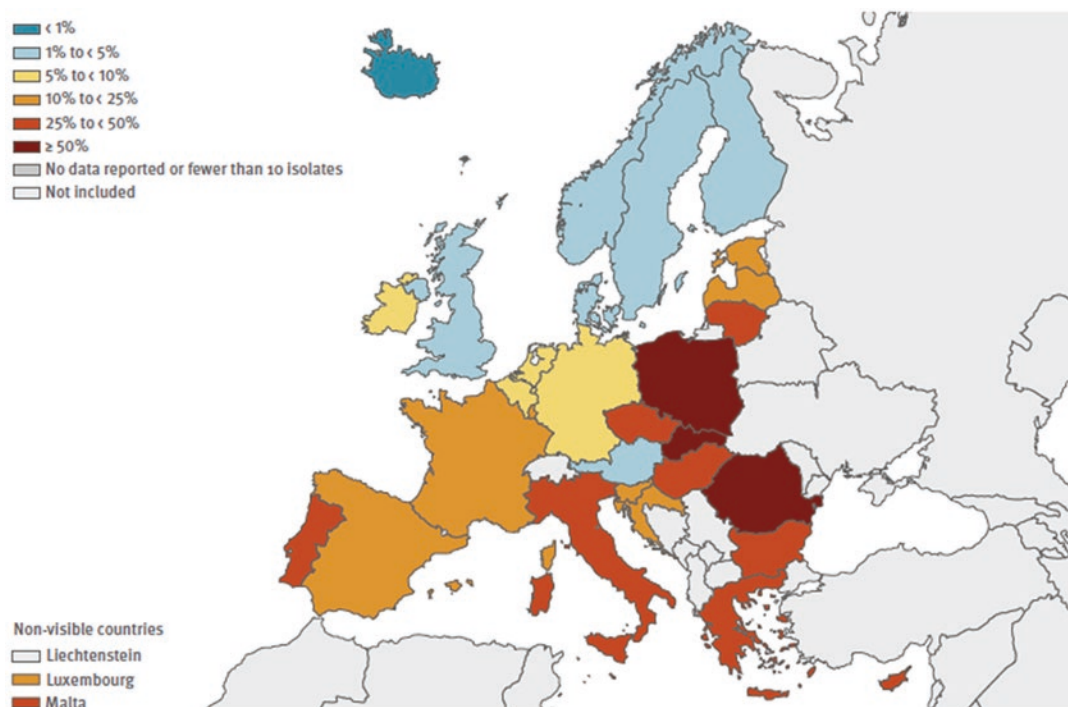 < 1%
1% to < 5%
5% to < 10%
10% to < 25%
25% to < 50%
≥ 50%
No data reported or fewer than 10 isolates
Not included
Non-visible countries
Liechtenstein
Luxembourg
Malta